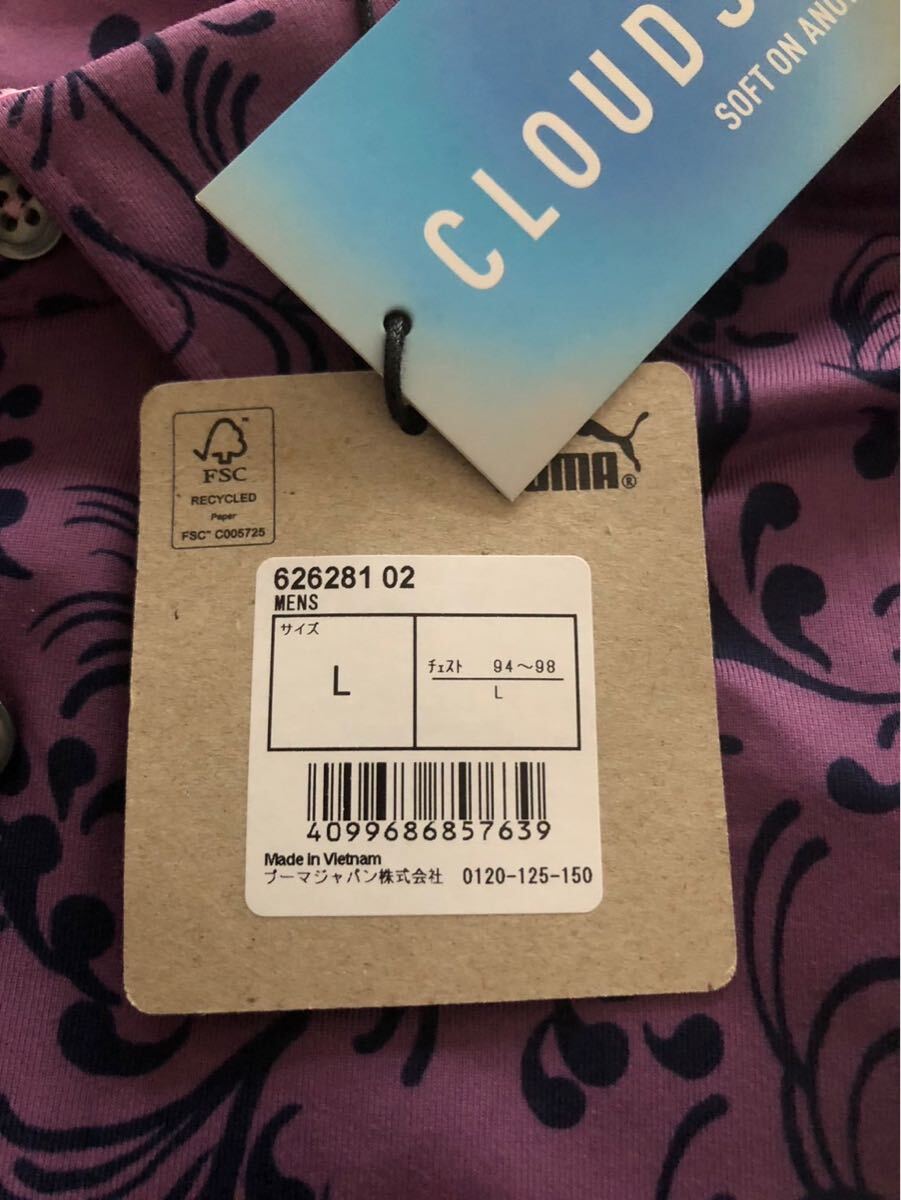 CLOUDS
SOFT ON
FSC
RECYCLED
Paper
FSC™ C005725
UMA®
626281 02
MENS
サイズ
L
チェスト 94～98
L
4099686857639
Made in Vietnam
プーマジャパン株式会社 0120-125-150